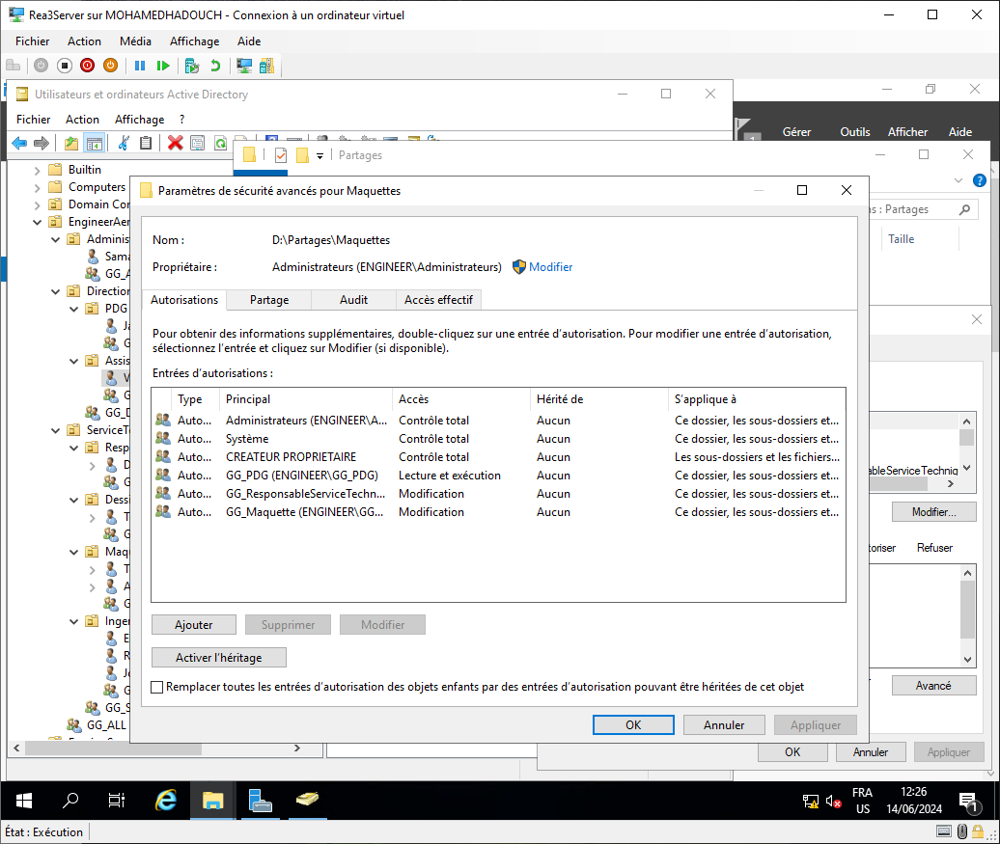 Rea3Server sur MOHAMEDHADOUCH - Connexion à un ordinateur virtuel
Fichier Action Média Affichage Aide
Utilisateurs et ordinateurs Active Directory
Fichier Action Affichage ?
Gérer Outils Afficher Aide
Partages
Builtin
Computers
Domain Cor
EngineerAer
Adminis
Sama
GG_A
Direction
PDG
Ja
G
Assis
V
G
GG_D
ServiceTe
Resp
D
G
Dessi
T
G
Maq
T
A
G
Ingen
E
R
Je
G
GG_S
GG_ALL
: Partages
Taille
Paramètres de sécurité avancés pour Maquettes
Nom : D:\Partages\Maquettes
Propriétaire : Administrateurs (ENGINEER\Administrateurs) Modifier
Autorisations Partage Audit Accès effectif
Pour obtenir des informations supplémentaires, double-cliquez sur une entrée d'autorisation. Pour modifier une entrée d'autorisation,
sélectionnez l'entrée et cliquez sur Modifier (si disponible).
Entrées d'autorisations :
Type Principal Accès Hérité de S'applique à
Auto... Administrateurs (ENGINEER\A... Contrôle total Aucun Ce dossier, les sous-dossiers et...
Auto... Système Contrôle total Aucun Ce dossier, les sous-dossiers et...
Auto... CREATEUR PROPRIETAIRE Contrôle total Aucun Les sous-dossiers et les fichiers...
Auto... GG_PDG (ENGINEER\GG_PDG) Lecture et exécution Aucun Ce dossier, les sous-dossiers et...
Auto... GG_ResponsableServiceTechn... Modification Aucun Ce dossier, les sous-dossiers et...
Auto... GG_Maquette (ENGINEER\GG... Modification Aucun Ce dossier, les sous-dossiers et...
Ajouter Supprimer Modifier
Activer l'héritage
Remplacer toutes les entrées d'autorisation des objets enfants par des entrées d'autorisation pouvant être héritées de cet objet
OK Annuler Appliquer
ableServiceTechniq
Modifier...
toriser Refuser
Avancé
OK Annuler Appliquer
FRA
US
12:26
14/06/2024
1
État : Exécution